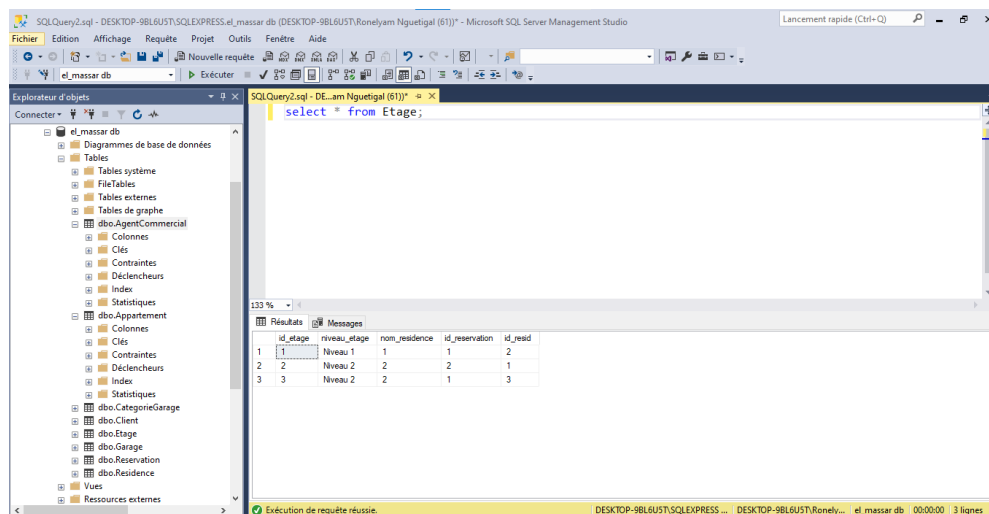 SQLQuery2.sql - DESKTOP-9BL6U5T\SQLEXPRESS.el_massar db (DESKTOP-9BL6U5T\Ronelyam Nguetigal (61))* - Microsoft SQL Server Management Studio
Lancement rapide (Ctrl+Q)
Fichier Edition Affichage Requête Projet Outils Fenêtre Aide
Nouvelle requête
el_massar db
Exécuter
Explorateur d'objets
SQLQuery2.sql - DE...am Nguetigal (61))*
Connecter
select * from Etage;
el_massar db
Diagrammes de base de données
Tables
Tables système
FileTables
Tables externes
Tables de graphe
dbo.AgentCommercial
Colonnes
Clés
Contraintes
Déclencheurs
Index
Statistiques
dbo.Appartement
Colonnes
Clés
Contraintes
Déclencheurs
Index
Statistiques
dbo.CategorieGarage
dbo.Client
dbo.Etage
dbo.Garage
dbo.Reservation
dbo.Residence
Vues
Ressources externes
133 %
Résultats Messages
id_etage niveau_etage nom_residence id_reservation id_resid
1 1 Niveau 1 1 1 2
2 2 Niveau 2 2 2 1
3 3 Niveau 2 2 1 3
Exécution de requête réussie.
DESKTOP-9BL6U5T\SQLEXPRESS ... DESKTOP-9BL6U5T\Ronely... el_massar db 00:00:00 3 lignes